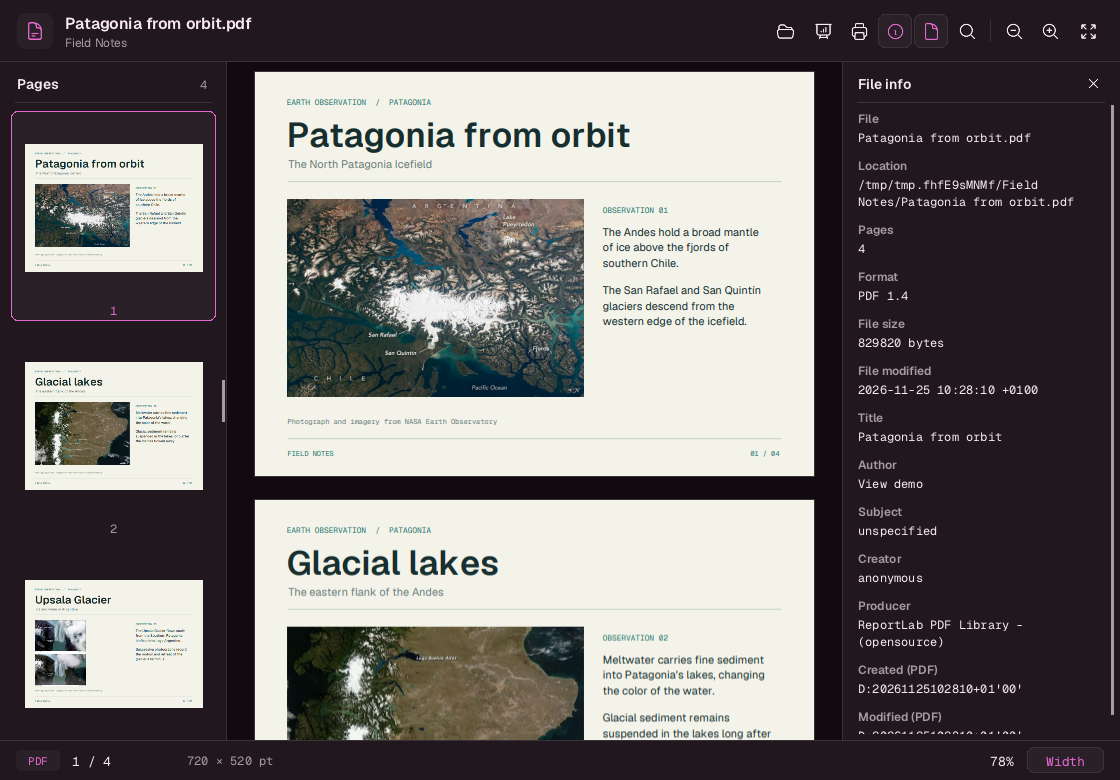 Patagonia from orbit.pdf
Field Notes
Pages
4
Patagonia from orbit
1
Glacial lakes
2
Upsala Glacier
EARTH OBSERVATION / PATAGONIA
Patagonia from orbit
The North Patagonia Icefield
ARGENTINA
Lake
Pueyrredón
San Rafael
San Quintín
Fjords
CHILE
Pacific Ocean
OBSERVATION 01
The Andes hold a broad mantle
of ice above the fjords of
southern Chile.
The San Rafael and San Quintín
glaciers descend from the
western edge of the icefield.
Photograph and imagery from NASA Earth Observatory
FIELD NOTES
01 / 04
EARTH OBSERVATION / PATAGONIA
Glacial lakes
The eastern flank of the Andes
Lago Buenos Aires
OBSERVATION 02
Meltwater carries fine sediment
into Patagonia's lakes, changing
the color of the water.
Glacial sediment remains
suspended in the lakes long after
File info
File
Patagonia from orbit.pdf
Location
/tmp/tmp.fhfE9sMNMf/Field
Notes/Patagonia from orbit.pdf
Pages
4
Format
PDF 1.4
File size
829820 bytes
File modified
2026-11-25 10:28:10 +0100
Title
Patagonia from orbit
Author
View demo
Subject
unspecified
Creator
anonymous
Producer
ReportLab PDF Library -
(opensource)
Created (PDF)
D:20261125102810+01'00'
Modified (PDF)
PDF
1 / 4
720 × 520 pt
78%
Width